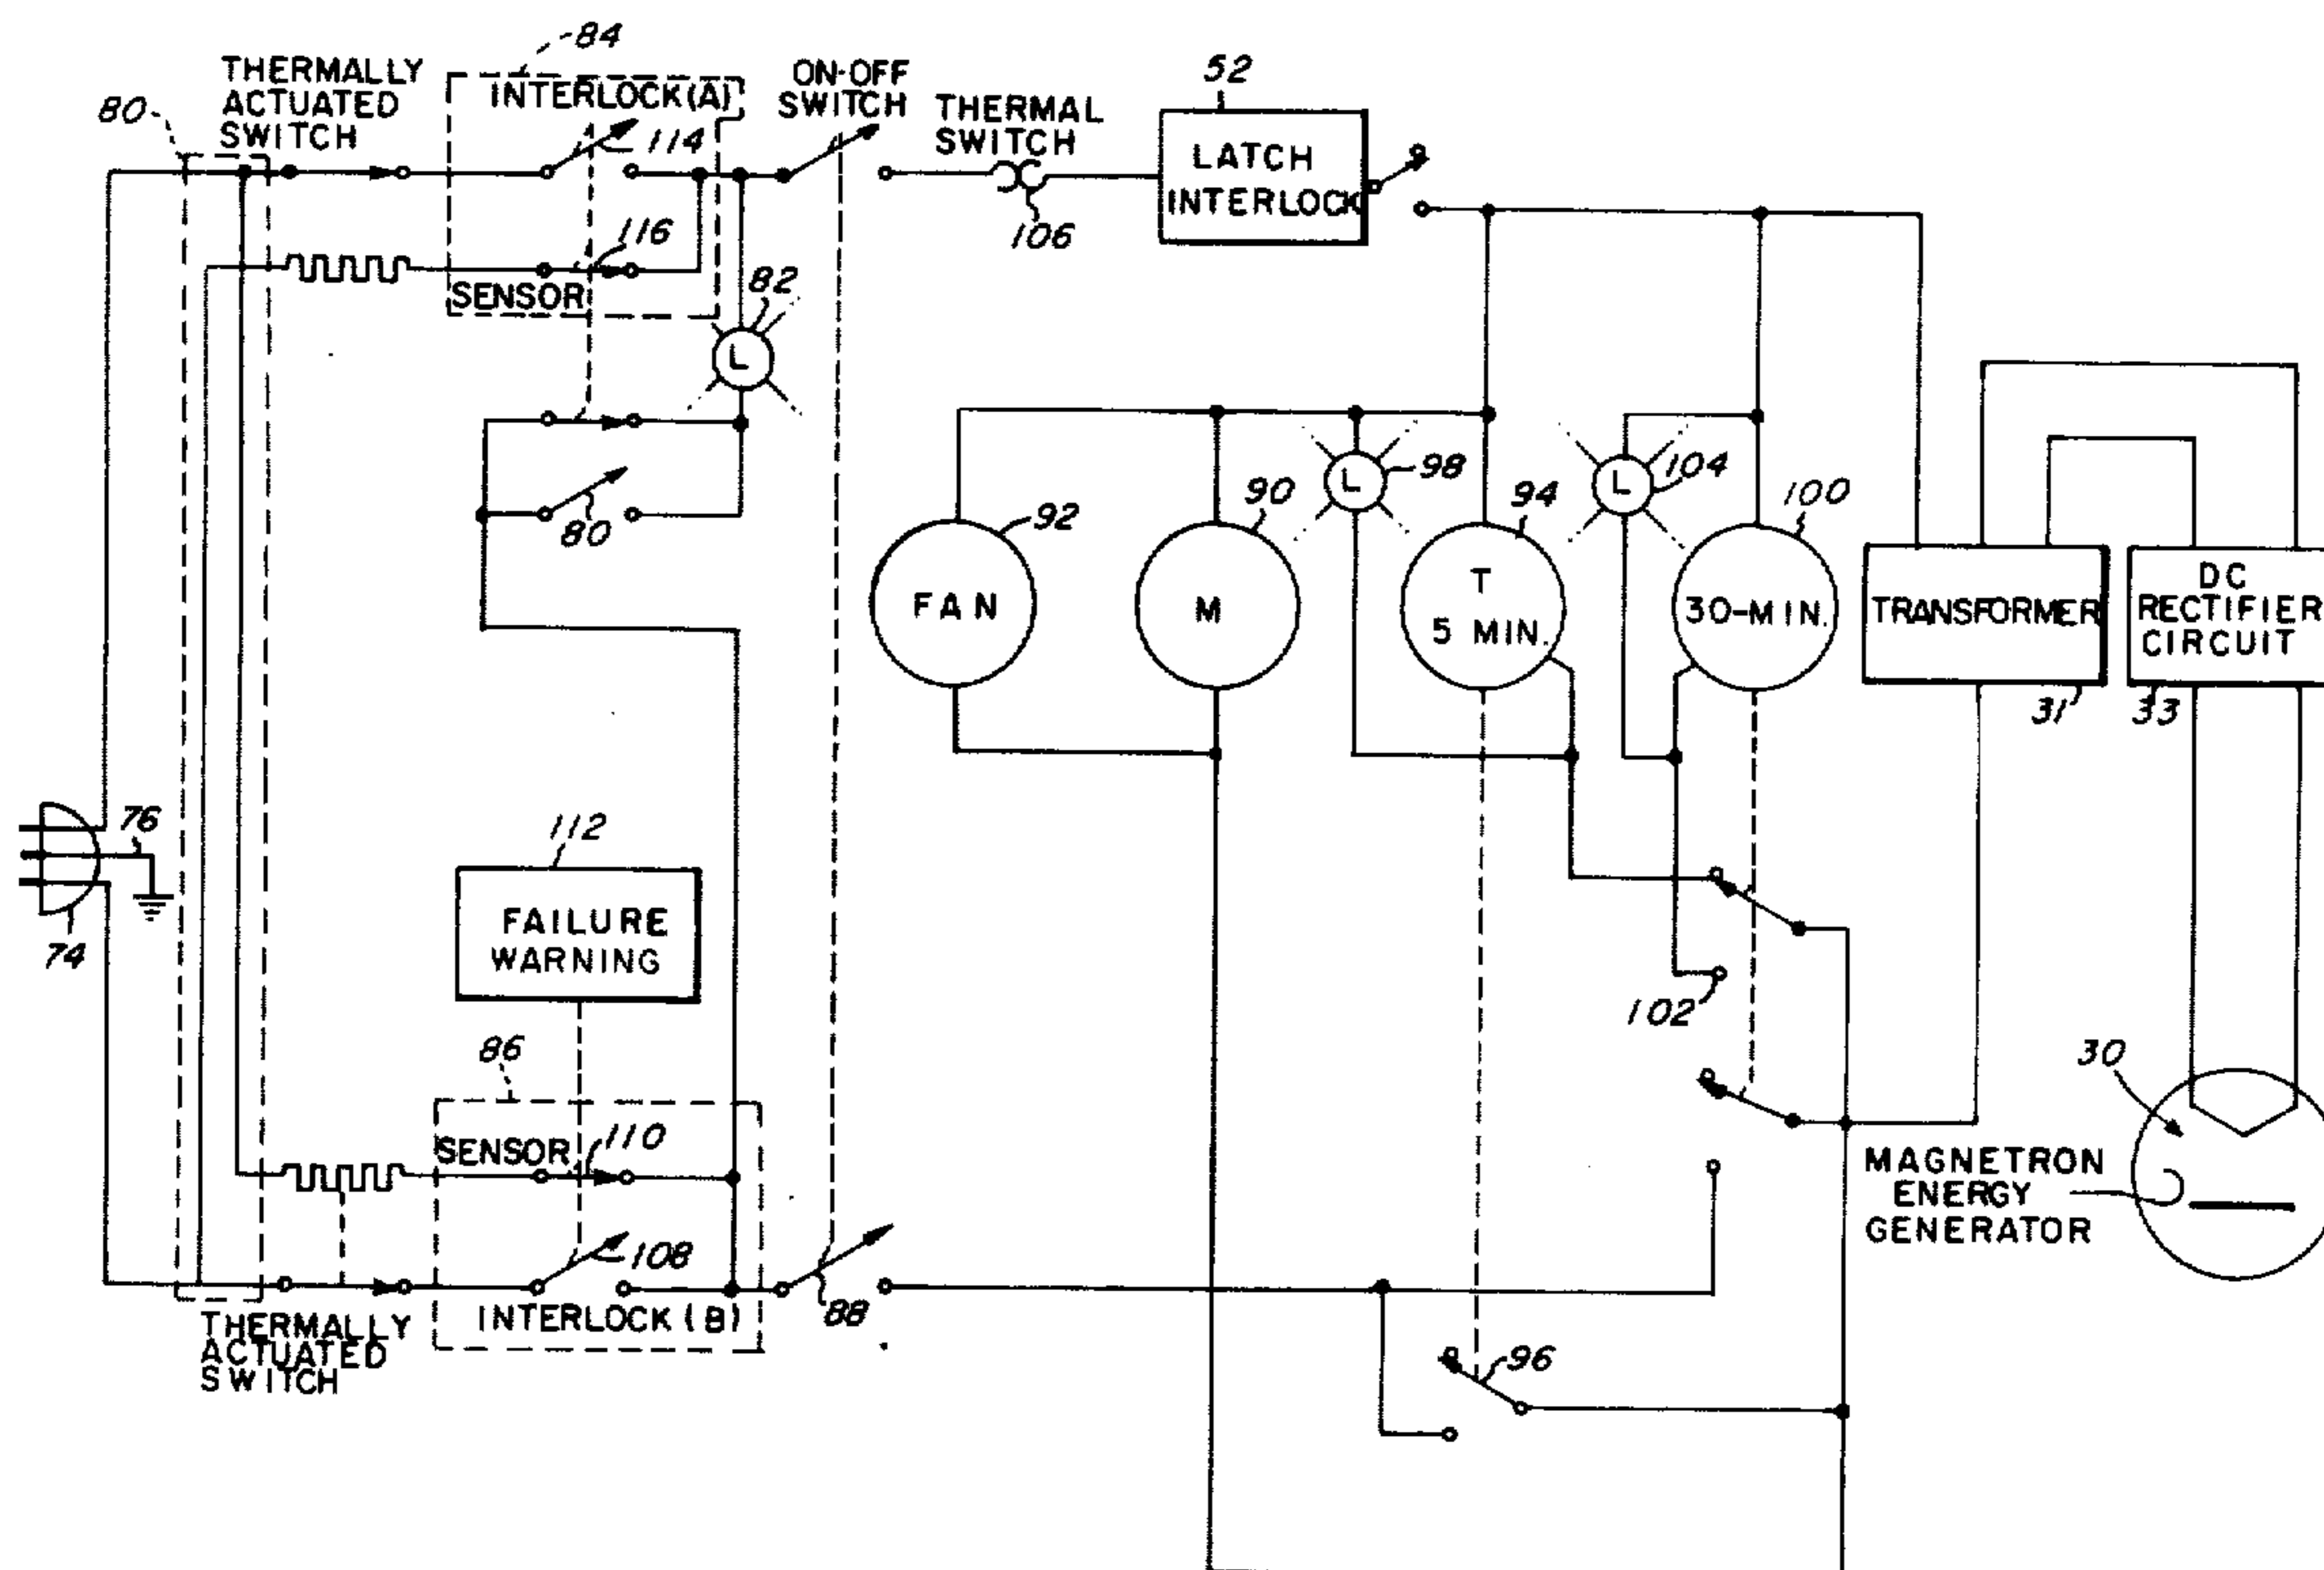 84
THERMALLY
ACTUATED
SWITCH
80
INTERLOCK(A)
114
ON-OFF
SWITCH
THERMAL
SWITCH
106
52
LATCH
INTERLOCK
116
SENSOR
82
L
80
92
FAN
90
M
L
98
94
T
5 MIN.
L
104
100
30-MIN.
TRANSFORMER
31
DC
RECTIFIER
CIRCUIT
33
76
74
112
FAILURE
WARNING
102
86
SENSOR
110
108
INTERLOCK (B)
88
THERMALLY
ACTUATED
SWITCH
96
30
MAGNETRON
ENERGY
GENERATOR